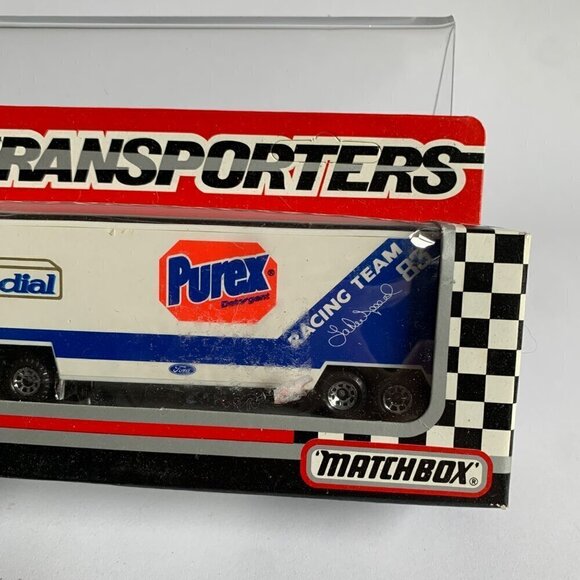 TRANSPORTERS
dial
Purex®
Detergent
RACING TEAM
Ford
'MATCHBOX'®